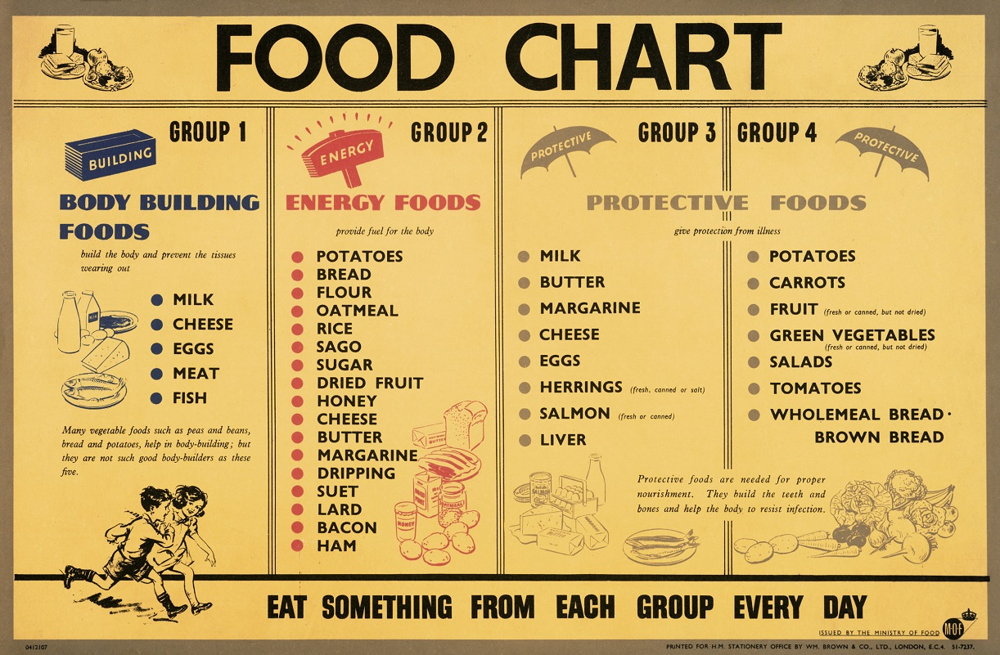 FOOD CHART
GROUP 1
BUILDING
BODY BUILDING
FOODS
build the body and prevent the tissues
wearing out
MILK
CHEESE
EGGS
MEAT
FISH
Many vegetable foods such as peas and beans,
bread and potatoes, help in body-building; but
they are not such good body-builders as these
five.
GROUP 2
ENERGY
ENERGY FOODS
provide fuel for the body
POTATOES
BREAD
FLOUR
OATMEAL
RICE
SAGO
SUGAR
DRIED FRUIT
HONEY
CHEESE
BUTTER
MARGARINE
DRIPPING
SUET
LARD
BACON
HAM
BUTTER
OATMEAL
HONEY
PROTECTIVE
GROUP 3
GROUP 4
PROTECTIVE
PROTECTIVE FOODS
give protection from illness
MILK
BUTTER
MARGARINE
CHEESE
EGGS
HERRINGS (fresh, canned or salt)
SALMON (fresh or canned)
LIVER
SALMON
POTATOES
CARROTS
FRUIT (fresh or canned, but not dried)
GREEN VEGETABLES
(fresh or canned, but not dried)
SALADS
TOMATOES
WHOLEMEAL BREAD·
BROWN BREAD
Protective foods are needed for proper
nourishment. They build the teeth and
bones and help the body to resist infection.
EAT SOMETHING FROM EACH GROUP EVERY DAY
ISSUED BY THE MINISTRY OF FOOD
M·O·F
0412107
PRINTED FOR H.M. STATIONERY OFFICE BY WM. BROWN & CO., LTD., LONDON, E.C.4. 51-7237.